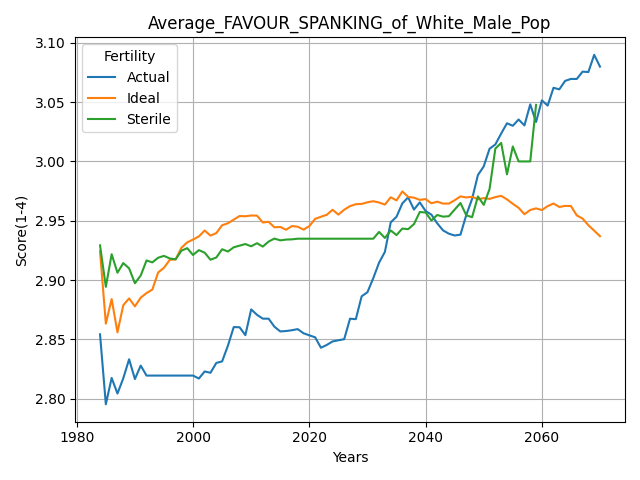 Average_FAVOUR_SPANKING_of_White_Male_Pop
Fertility
Actual
Ideal
Sterile
Score(1-4)
3.10
3.05
3.00
2.95
2.90
2.85
2.80
1980 2000 2020 2040 2060
Years